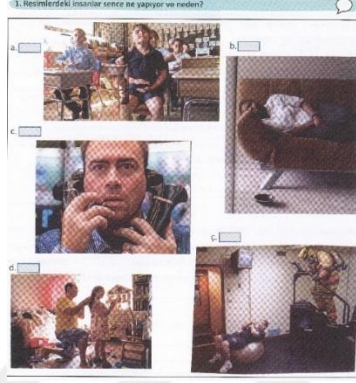 1. Resimlerdeki insanlar sence ne yapıyor ve neden?
a.
b.
c.
ç.
d.